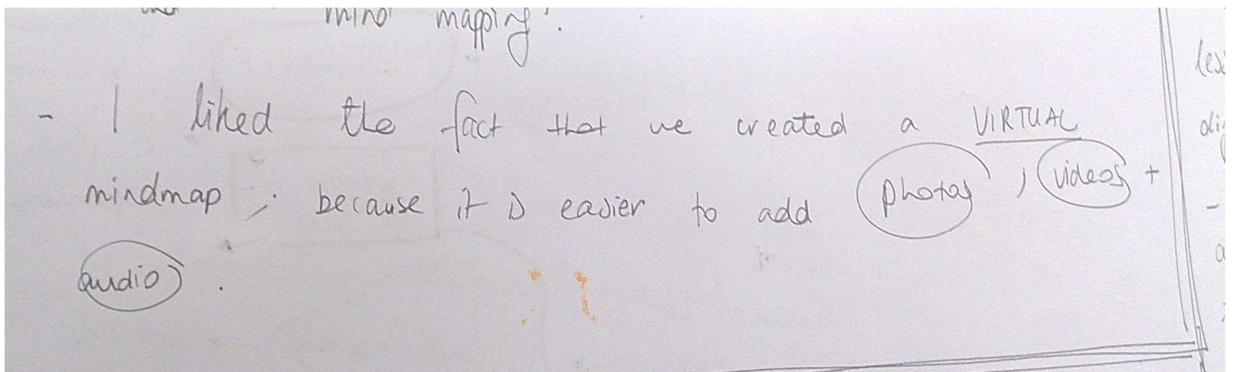 mind mapping.
- I liked the fact that we created a VIRTUAL
mindmap, because it is easier to add photos, videos +
audio.
-